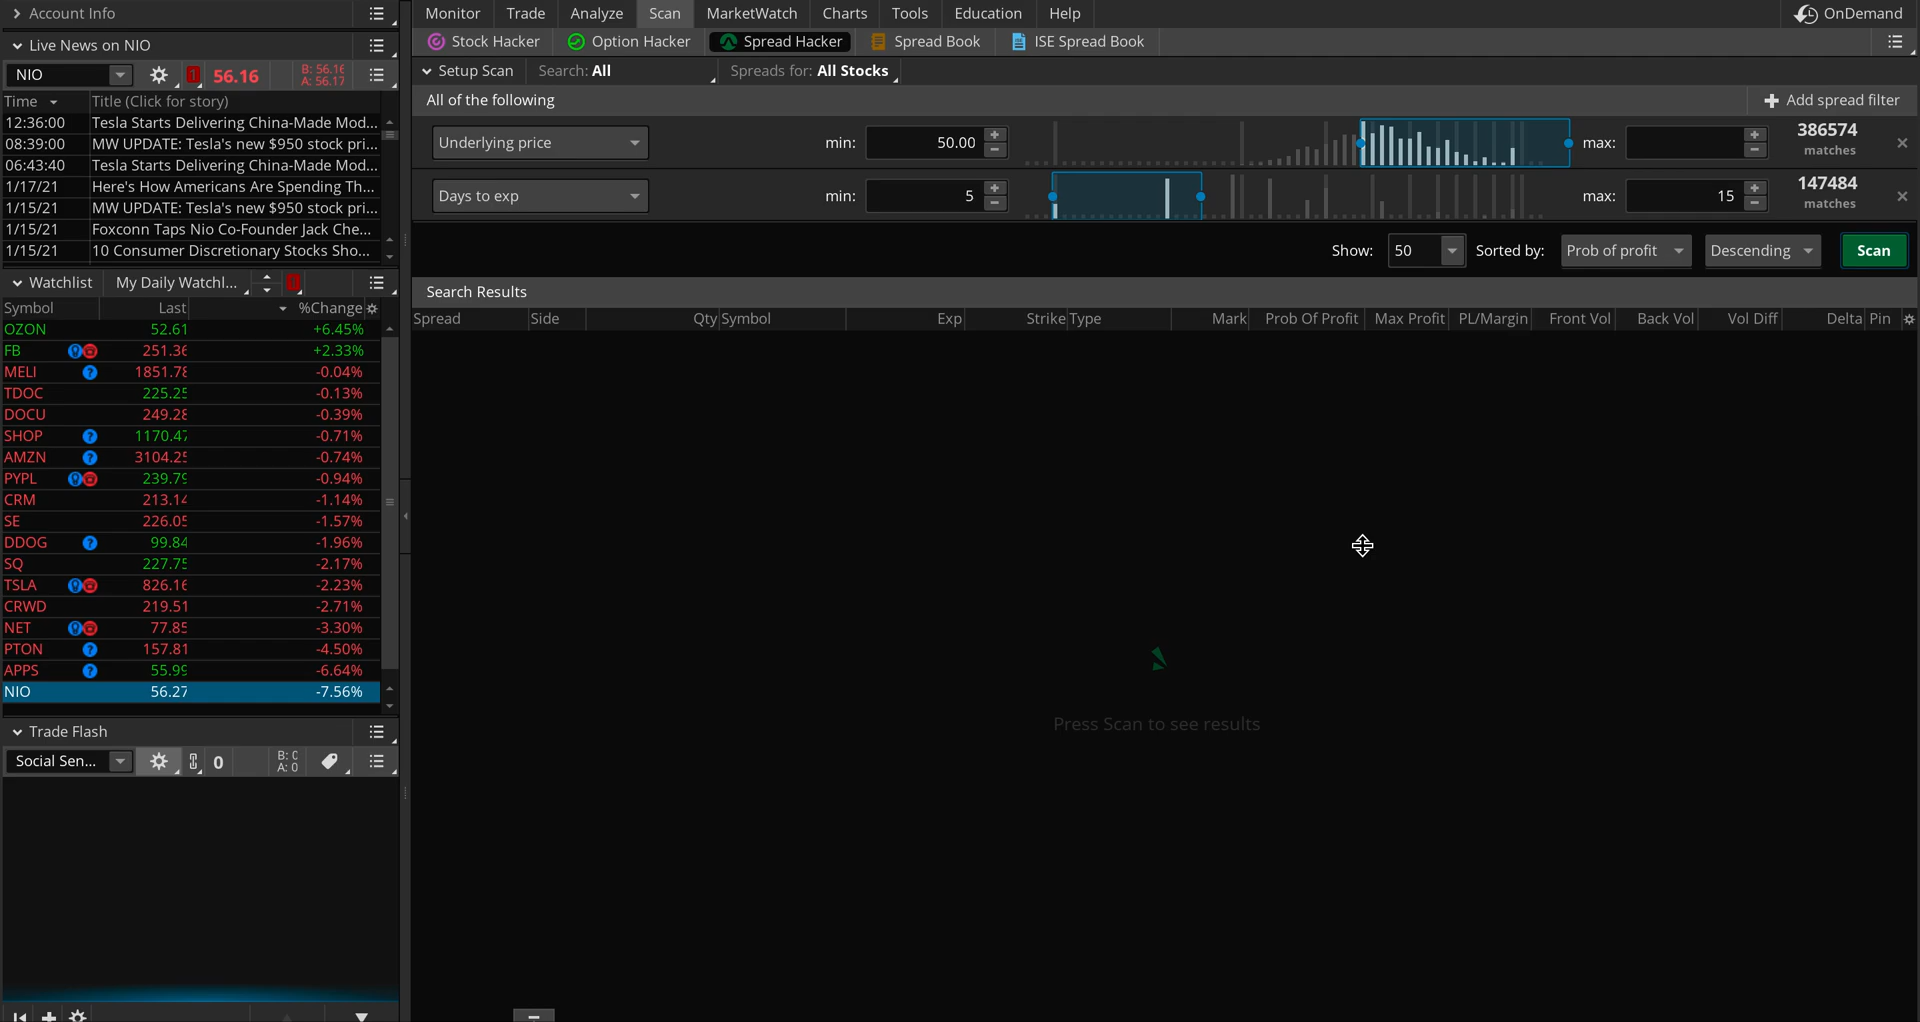 Account Info
Live News on NIO
NIO 1 56.16 B: 56.16 A: 56.17
Time Title (Click for story)
12:36:00 Tesla Starts Delivering China-Made Mod...
08:39:00 MW UPDATE: Tesla's new $950 stock pri...
06:43:40 Tesla Starts Delivering China-Made Mod...
1/17/21 Here's How Americans Are Spending Th...
1/15/21 MW UPDATE: Tesla's new $950 stock pri...
1/15/21 Foxconn Taps Nio Co-Founder Jack Che...
1/15/21 10 Consumer Discretionary Stocks Sho...
Watchlist My Daily Watchl...
Symbol Last %Change
OZON 52.61 +6.45%
FB 251.36 +2.33%
MELI 1851.78 -0.04%
TDOC 225.25 -0.13%
DOCU 249.28 -0.39%
SHOP 1170.47 -0.71%
AMZN 3104.25 -0.74%
PYPL 239.79 -0.94%
CRM 213.14 -1.14%
SE 226.05 -1.57%
DDOG 99.84 -1.96%
SQ 227.75 -2.17%
TSLA 826.16 -2.23%
CRWD 219.51 -2.71%
NET 77.85 -3.30%
PTON 157.81 -4.50%
APPS 55.99 -6.64%
NIO 56.27 -7.56%
Trade Flash
Social Sen... 0 B: 0 A: 0
Monitor Trade Analyze Scan MarketWatch Charts Tools Education Help OnDemand
Stock Hacker Option Hacker Spread Hacker Spread Book ISE Spread Book
Setup Scan Search: All Spreads for: All Stocks
All of the following Add spread filter
Underlying price min: 50.00 max: 386574 matches
Days to exp min: 5 max: 15 147484 matches
Show: 50 Sorted by: Prob of profit Descending Scan
Search Results
Spread Side Qty Symbol Exp Strike Type Mark Prob Of Profit Max Profit PL/Margin Front Vol Back Vol Vol Diff Delta Pin
Press Scan to see results